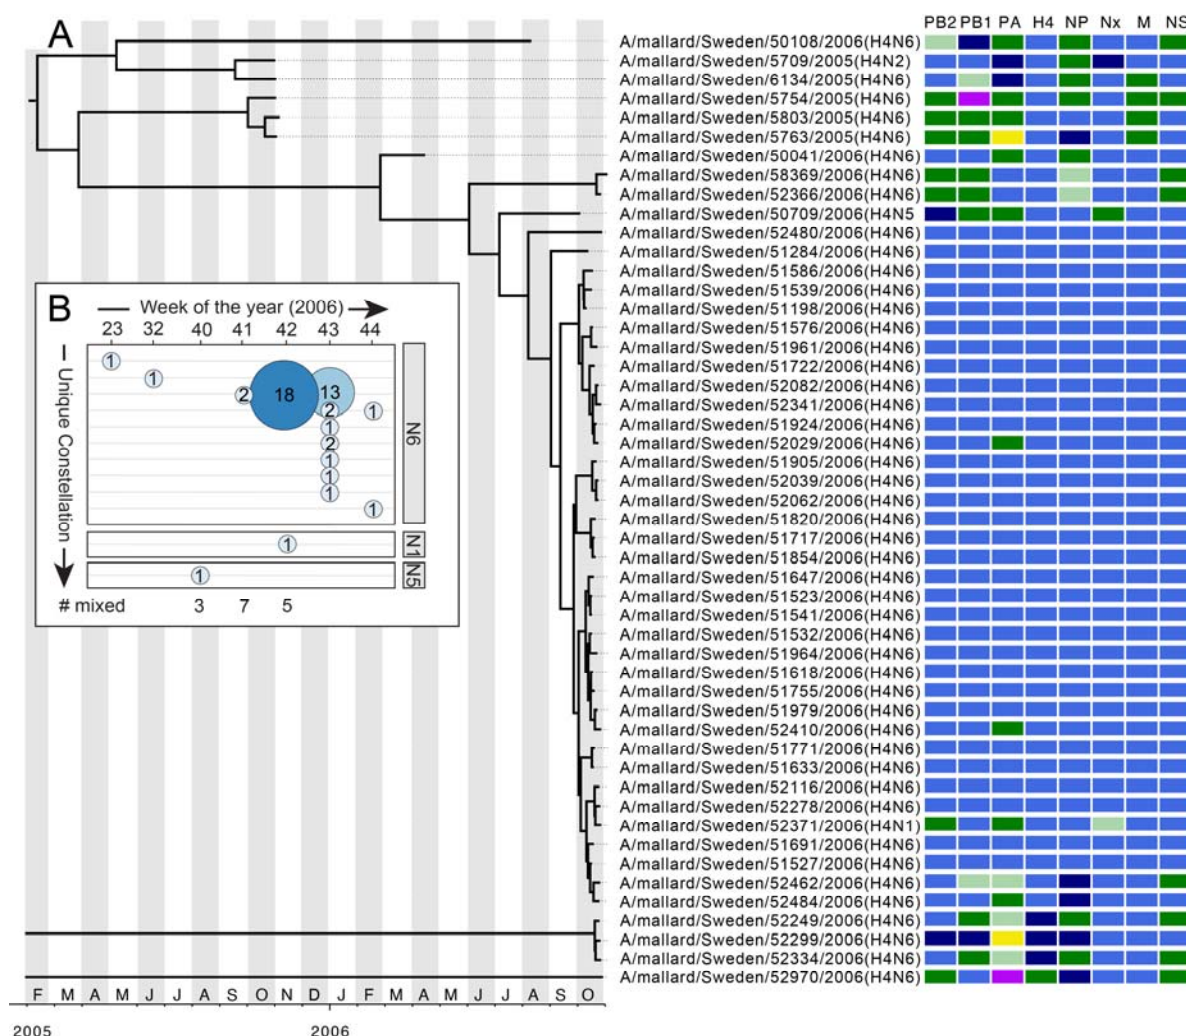 A
PB2 PB1 PA H4 NP Nx M NS
A/mallard/Sweden/50108/2006(H4N6)
A/mallard/Sweden/5709/2005(H4N2)
A/mallard/Sweden/6134/2005(H4N6)
A/mallard/Sweden/5754/2005(H4N6)
A/mallard/Sweden/5803/2005(H4N6)
A/mallard/Sweden/5763/2005(H4N6)
A/mallard/Sweden/50041/2006(H4N6)
A/mallard/Sweden/58369/2006(H4N6)
A/mallard/Sweden/52366/2006(H4N6)
A/mallard/Sweden/50709/2006(H4N5
A/mallard/Sweden/52480/2006(H4N6)
A/mallard/Sweden/51284/2006(H4N6)
A/mallard/Sweden/51586/2006(H4N6)
A/mallard/Sweden/51539/2006(H4N6)
A/mallard/Sweden/51198/2006(H4N6)
A/mallard/Sweden/51576/2006(H4N6)
A/mallard/Sweden/51961/2006(H4N6)
A/mallard/Sweden/51722/2006(H4N6)
A/mallard/Sweden/52082/2006(H4N6)
A/mallard/Sweden/52341/2006(H4N6)
A/mallard/Sweden/51924/2006(H4N6)
A/mallard/Sweden/52029/2006(H4N6)
A/mallard/Sweden/51905/2006(H4N6)
A/mallard/Sweden/52039/2006(H4N6)
A/mallard/Sweden/52062/2006(H4N6)
A/mallard/Sweden/51820/2006(H4N6)
A/mallard/Sweden/51717/2006(H4N6)
A/mallard/Sweden/51854/2006(H4N6)
A/mallard/Sweden/51647/2006(H4N6)
A/mallard/Sweden/51523/2006(H4N6)
A/mallard/Sweden/51541/2006(H4N6)
A/mallard/Sweden/51532/2006(H4N6)
A/mallard/Sweden/51964/2006(H4N6)
A/mallard/Sweden/51618/2006(H4N6)
A/mallard/Sweden/51755/2006(H4N6)
A/mallard/Sweden/51979/2006(H4N6)
A/mallard/Sweden/52410/2006(H4N6)
A/mallard/Sweden/51771/2006(H4N6)
A/mallard/Sweden/51633/2006(H4N6)
A/mallard/Sweden/52116/2006(H4N6)
A/mallard/Sweden/52278/2006(H4N6)
A/mallard/Sweden/52371/2006(H4N1)
A/mallard/Sweden/51691/2006(H4N6)
A/mallard/Sweden/51527/2006(H4N6)
A/mallard/Sweden/52462/2006(H4N6)
A/mallard/Sweden/52484/2006(H4N6)
A/mallard/Sweden/52249/2006(H4N6)
A/mallard/Sweden/52299/2006(H4N6)
A/mallard/Sweden/52334/2006(H4N6)
A/mallard/Sweden/52970/2006(H4N6)
B
Week of the year (2006)
23 32 40 41 42 43 44
Unique Constellation
1
1
2 18 13
2 1
1
2
1
1
1
1
N6
1
N1
1
N5
# mixed 3 7 5
F M A M J J A S O N D J F M A M J J A S O
2005 2006